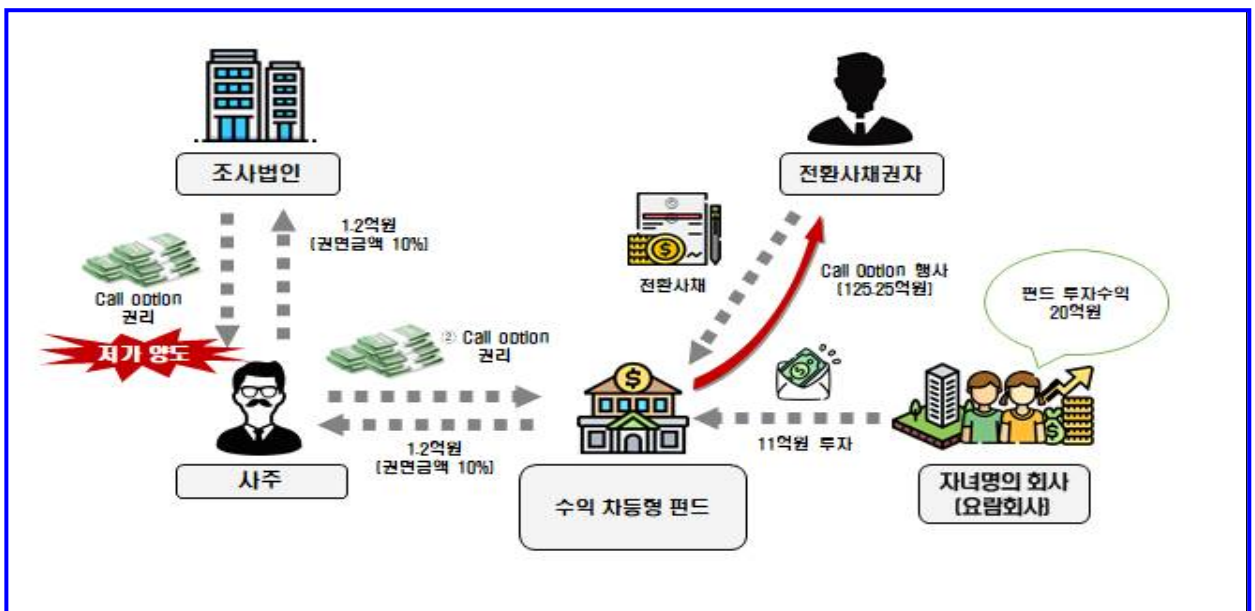 조사법인
전환사채권자
1.2억원
[권면금액 10%]
Call option
권리
저가 양도
전환사채
Call Option 행사
[125.25억원]
펀드 투자수익
20억원
② Call option
권리
1.2억원
[권면금액 10%]
11억원 투자
사주
수익 차등형 펀드
자녀명의 회사
[요람회사]